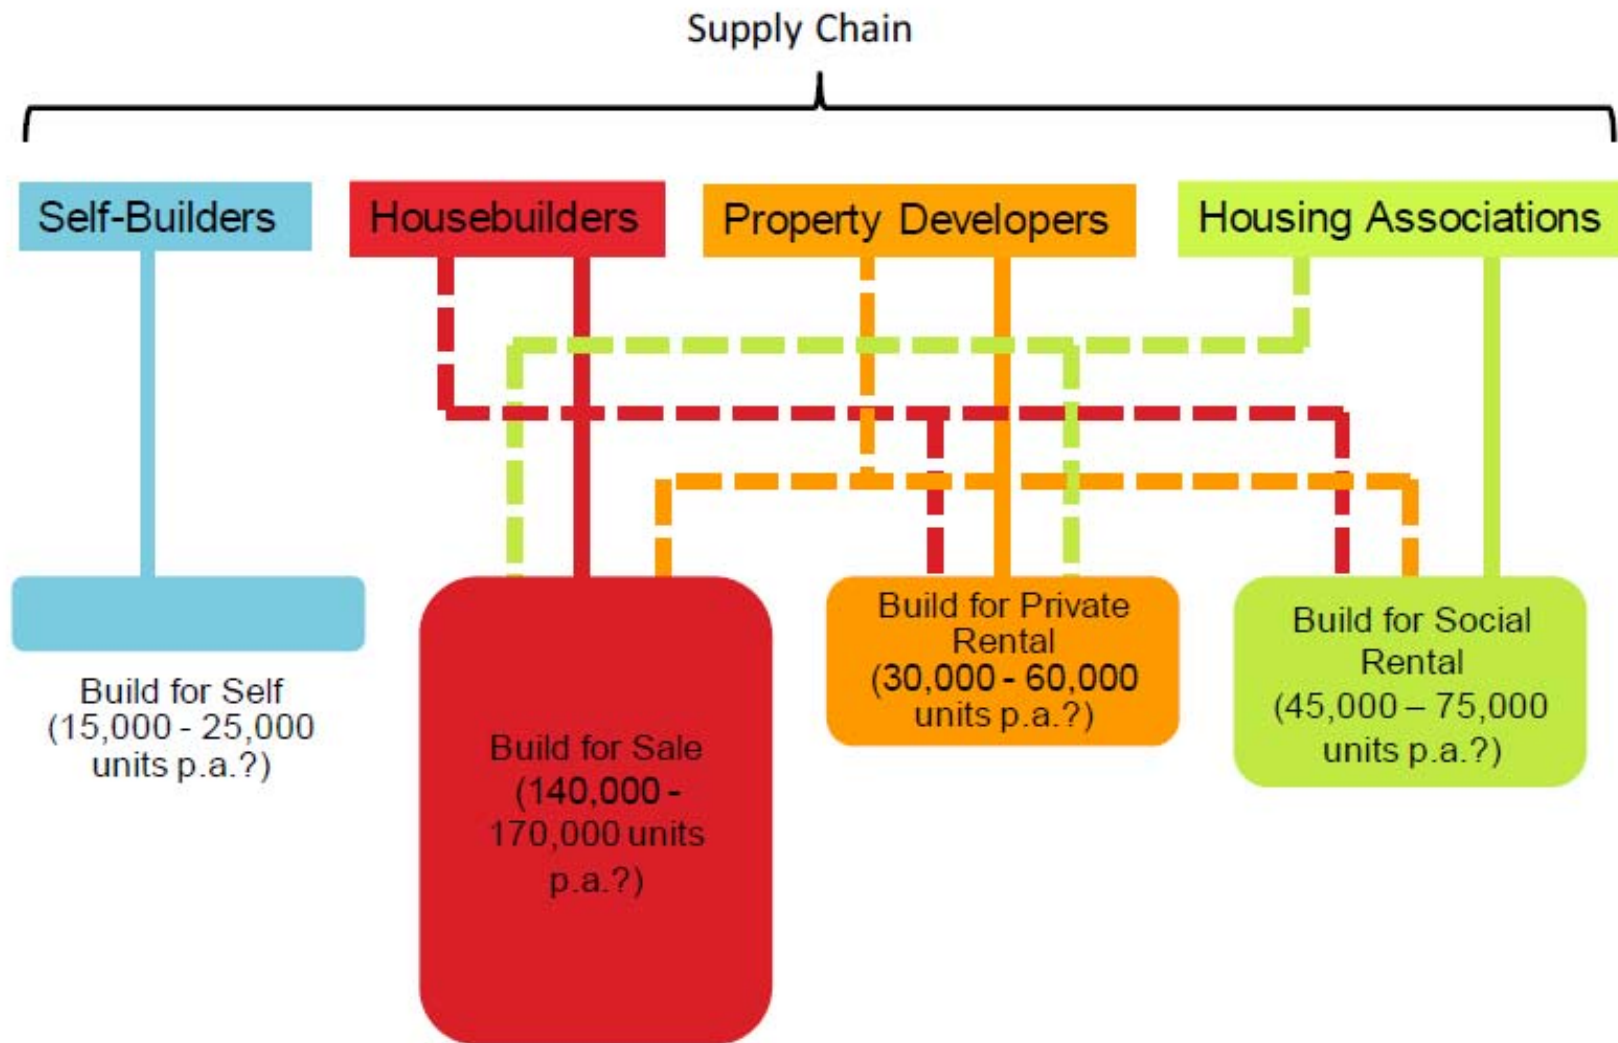 Supply Chain
Self-Builders
Housebuilders
Property Developers
Housing Associations
Build for Self
(15,000 - 25,000
units p.a.?)
Build for Sale
(140,000 -
170,000 units
p.a.?)
Build for Private
Rental
(30,000 - 60,000
units p.a.?)
Build for Social
Rental
(45,000 – 75,000
units p.a.?)